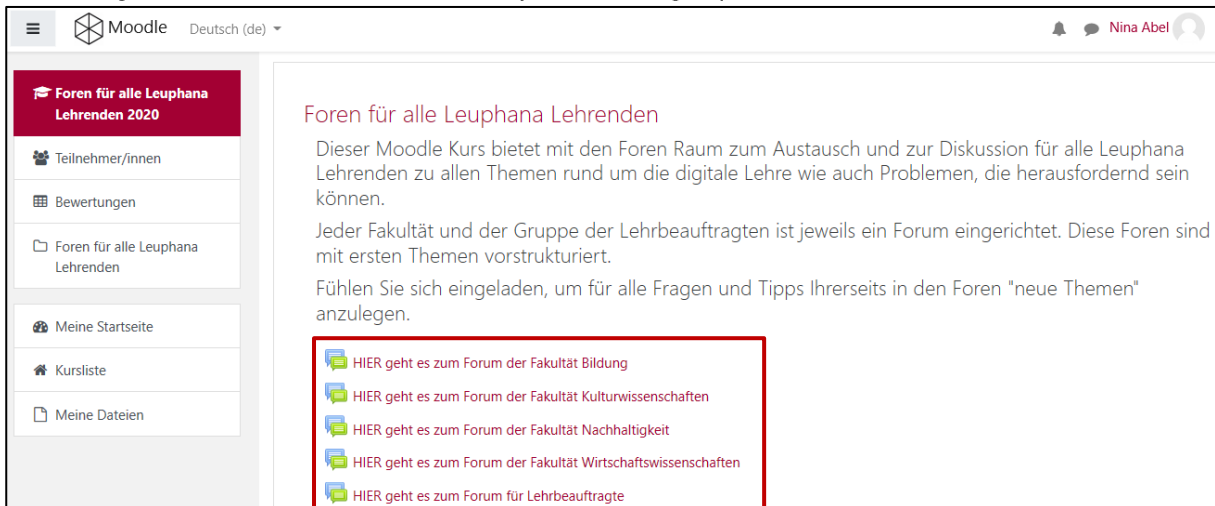 Moodle Deutsch (de) Nina Abel
Foren für alle Leuphana
Lehrenden 2020
Teilnehmer/innen
Bewertungen
Foren für alle Leuphana
Lehrenden
Meine Startseite
Kursliste
Meine Dateien
Foren für alle Leuphana Lehrenden
Dieser Moodle Kurs bietet mit den Foren Raum zum Austausch und zur Diskussion für alle Leuphana
Lehrenden zu allen Themen rund um die digitale Lehre wie auch Problemen, die herausfordernd sein
können.
Jeder Fakultät und der Gruppe der Lehrbeauftragten ist jeweils ein Forum eingerichtet. Diese Foren sind
mit ersten Themen vorstrukturiert.
Fühlen Sie sich eingeladen, um für alle Fragen und Tipps Ihrerseits in den Foren "neue Themen"
anzulegen.
HIER geht es zum Forum der Fakultät Bildung
HIER geht es zum Forum der Fakultät Kulturwissenschaften
HIER geht es zum Forum der Fakultät Nachhaltigkeit
HIER geht es zum Forum der Fakultät Wirtschaftswissenschaften
HIER geht es zum Forum für Lehrbeauftragte